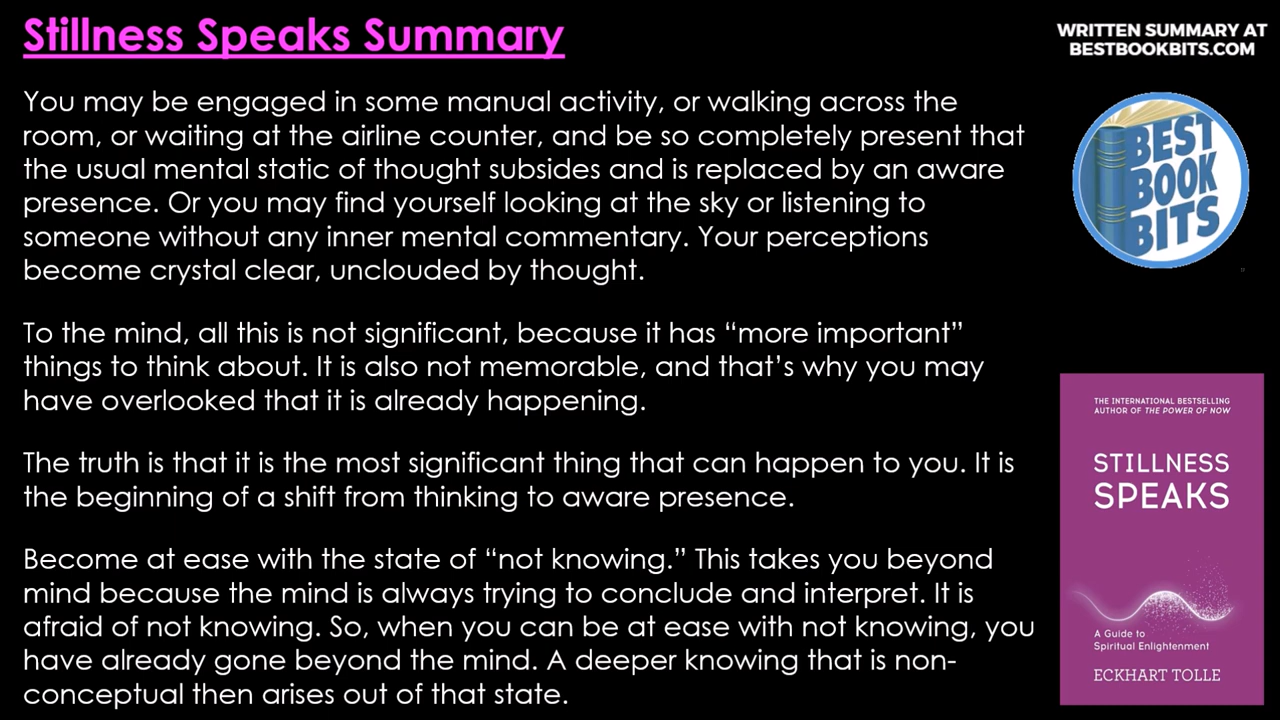 Stillness Speaks Summary
WRITTEN SUMMARY AT
BESTBOOKBITS.COM
You may be engaged in some manual activity, or walking across the
room, or waiting at the airline counter, and be so completely present that
the usual mental static of thought subsides and is replaced by an aware
presence. Or you may find yourself looking at the sky or listening to
someone without any inner mental commentary. Your perceptions
become crystal clear, unclouded by thought.
To the mind, all this is not significant, because it has “more important”
things to think about. It is also not memorable, and that’s why you may
have overlooked that it is already happening.
The truth is that it is the most significant thing that can happen to you. It is
the beginning of a shift from thinking to aware presence.
Become at ease with the state of “not knowing.” This takes you beyond
mind because the mind is always trying to conclude and interpret. It is
afraid of not knowing. So, when you can be at ease with not knowing, you
have already gone beyond the mind. A deeper knowing that is non-
conceptual then arises out of that state.
BEST
BOOK
BITS
THE INTERNATIONAL BESTSELLING
AUTHOR OF THE POWER OF NOW
STILLNESS
SPEAKS
A Guide to
Spiritual Enlightenment
ECKHART TOLLE